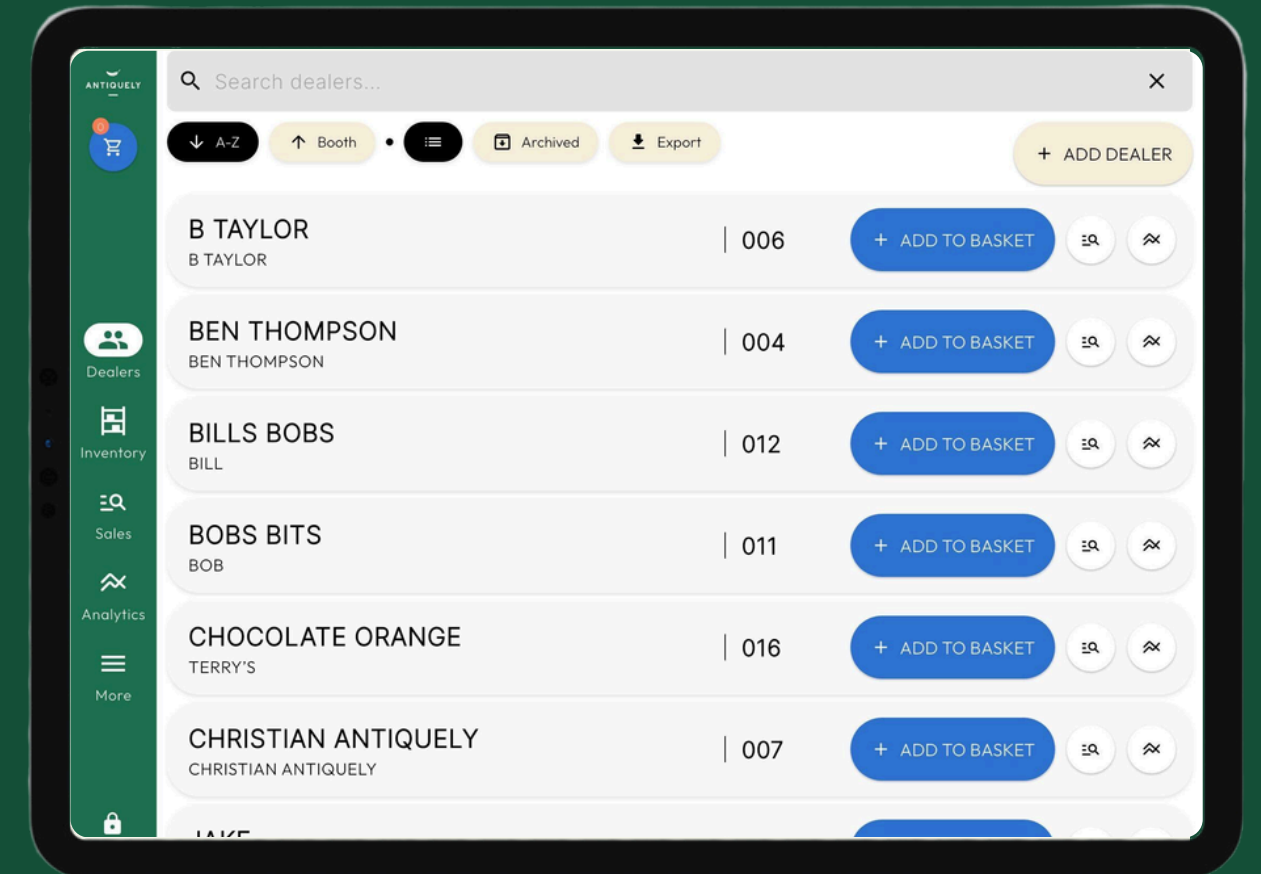 ANTIQUELY
0
Search dealers...
A-Z Booth Archived Export
+ ADD DEALER
B TAYLOR
B TAYLOR
006
+ ADD TO BASKET
BEN THOMPSON
BEN THOMPSON
004
+ ADD TO BASKET
BILLS BOBS
BILL
012
+ ADD TO BASKET
BOBS BITS
BOB
011
+ ADD TO BASKET
CHOCOLATE ORANGE
TERRY'S
016
+ ADD TO BASKET
CHRISTIAN ANTIQUELY
CHRISTIAN ANTIQUELY
007
+ ADD TO BASKET
JAKE
Dealers
Inventory
Sales
Analytics
More